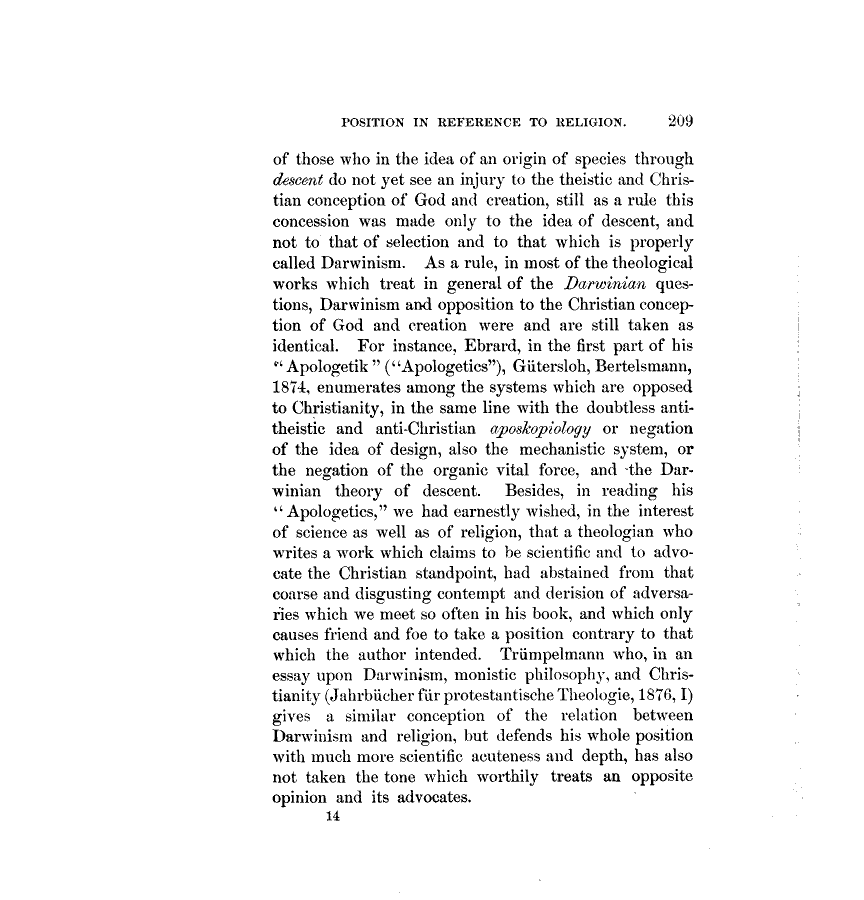 POSITION IN REFERENCE TO RELIGION. 209
of those who in the idea of an origin of species through
descent do not yet see an injury to the theistic and Chris-
tian conception of God and creation, still as a rule this
concession was made only to the idea of descent, and
not to that of selection and to that which is properly
called Darwinism. As a rule, in most of the theological
works which treat in general of the Darwinian ques-
tions, Darwinism and opposition to the Christian concep-
tion of God and creation were and are still taken as
identical. For instance, Ebrard, in the first part of his
“Apologetik” (“Apologetics”), Gütersloh, Bertelsmann,
1874, enumerates among the systems which are opposed
to Christianity, in the same line with the doubtless anti-
theistic and anti-Christian aposkopiology or negation
of the idea of design, also the mechanistic system, or
the negation of the organic vital force, and the Dar-
winian theory of descent. Besides, in reading his
“Apologetics,” we had earnestly wished, in the interest
of science as well as of religion, that a theologian who
writes a work which claims to be scientific and to advo-
cate the Christian standpoint, had abstained from that
coarse and disgusting contempt and derision of adversa-
ries which we meet so often in his book, and which only
causes friend and foe to take a position contrary to that
which the author intended. Trümpelmann who, in an
essay upon Darwinism, monistic philosophy, and Chris-
tianity (Jahrbücher für protestantische Theologie, 1876, I)
gives a similar conception of the relation between
Darwinism and religion, but defends his whole position
with much more scientific acuteness and depth, has also
not taken the tone which worthily treats an opposite
opinion and its advocates.
14